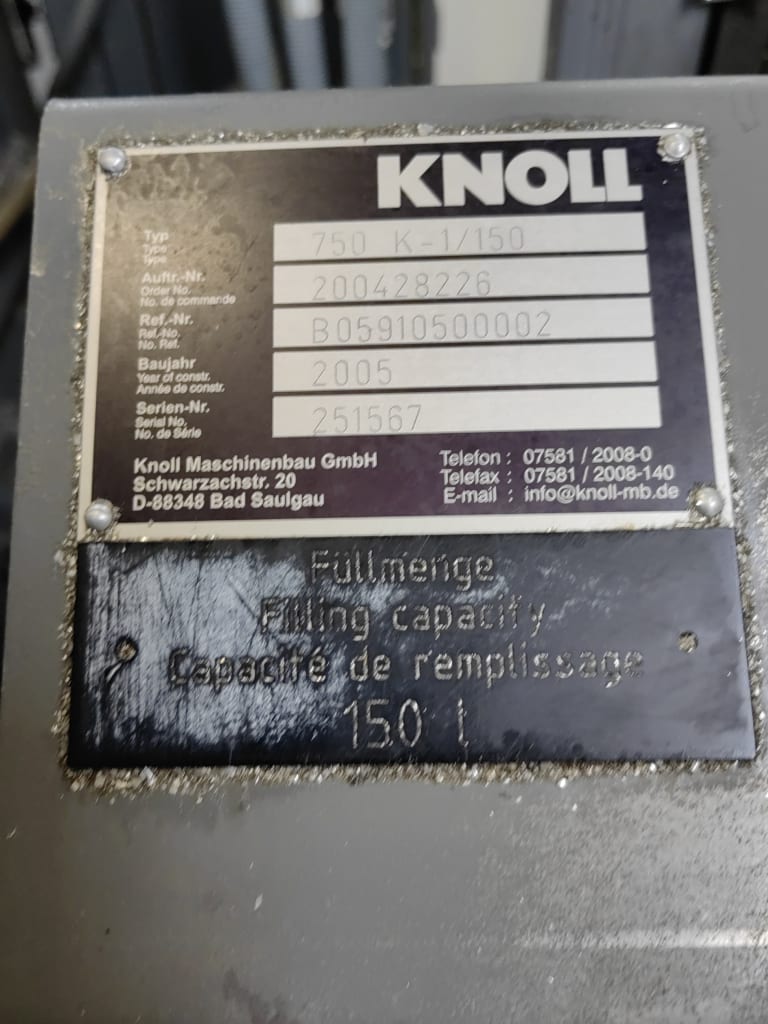 KNOLL
Typ
Type
Type
750 K-1/150
Auftr.-Nr.
Order No.
No. de commande
200428226
Ref.-Nr.
Ref.-No.
No. Ref.
B05910500002
Baujahr
Year of constr.
Année de constr.
2005
Serien-Nr.
Serial No.
No. de Série
251567
Knoll Maschinenbau GmbH
Schwarzachstr. 20
D-88348 Bad Saulgau
Telefon : 07581 / 2008-0
Telefax : 07581 / 2008-140
E-mail : info@knoll-mb.de
Füllmenge
Filling capacity
Capacité de remplissage
150 l